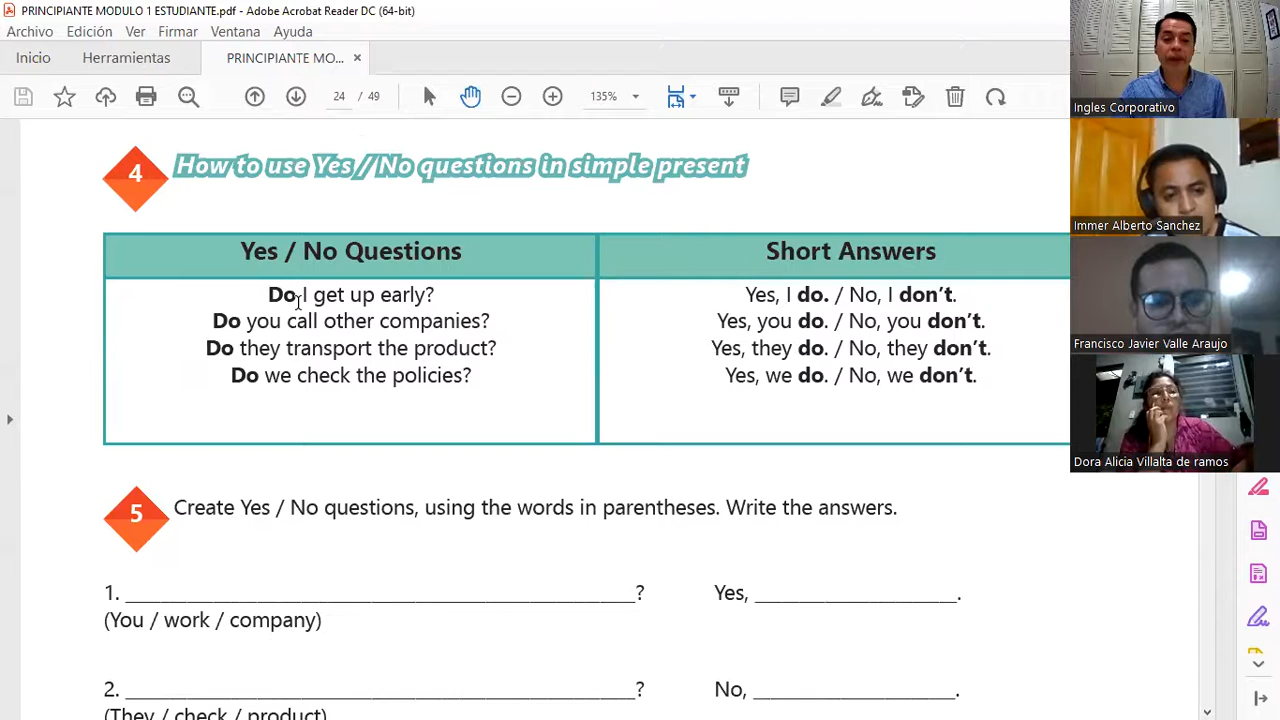 PRINCIPIANTE MODULO 1 ESTUDIANTE.pdf - Adobe Acrobat Reader DC (64-bit)
Archivo Edición Ver Firmar Ventana Ayuda
Inicio Herramientas PRINCIPIANTE MO... ×
24 / 49 135%
4 How to use Yes / No questions in simple present
Yes / No Questions Short Answers
Do I get up early? Yes, I do. / No, I don't.
Do you call other companies? Yes, you do. / No, you don't.
Do they transport the product? Yes, they do. / No, they don't.
Do we check the policies? Yes, we do. / No, we don't.
5 Create Yes / No questions, using the words in parentheses. Write the answers.
1. ______________________________________________? Yes, __________________.
(You / work / company)
2. ______________________________________________? No, __________________.
(They / check / product)
Ingles Corporativo
Immer Alberto Sanchez
Francisco Javier Valle Araujo
Dora Alicia Villalta de ramos